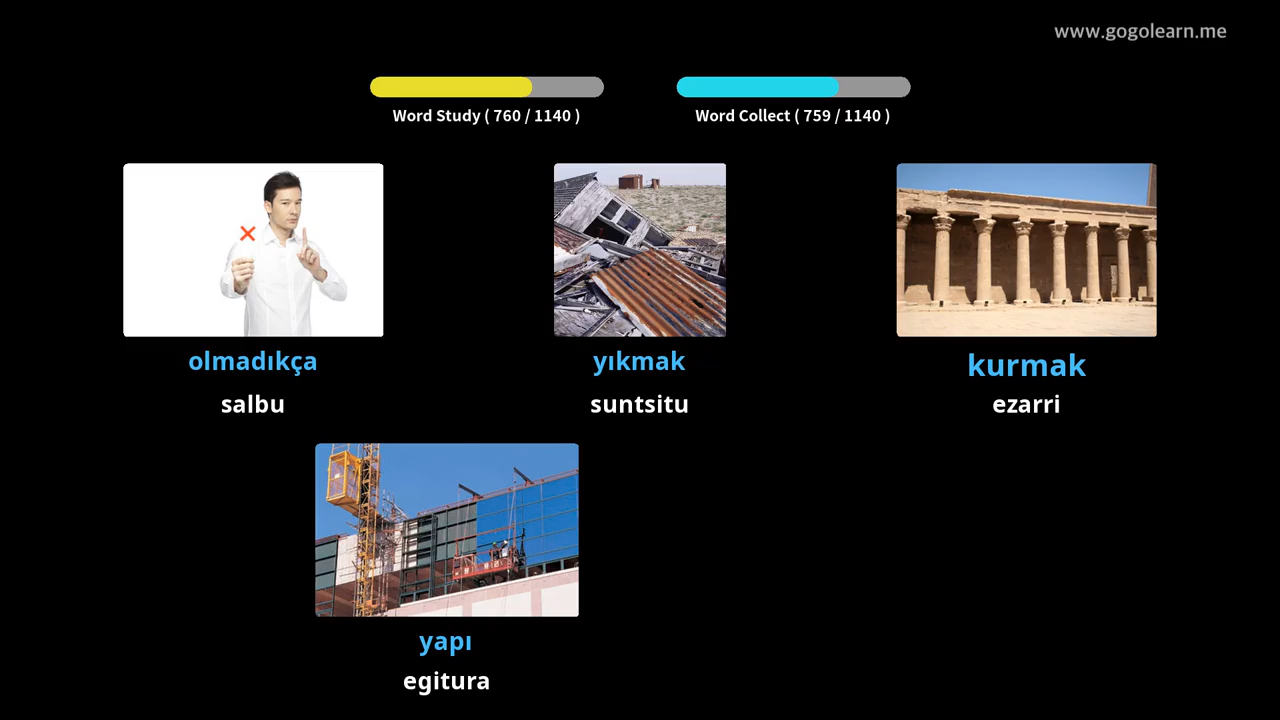 www.gogolearn.me
Word Study ( 760 / 1140 )
Word Collect ( 759 / 1140 )
olmadıkça
yıkmak
kurmak
salbu
suntsitu
ezarri
yapı
egitura